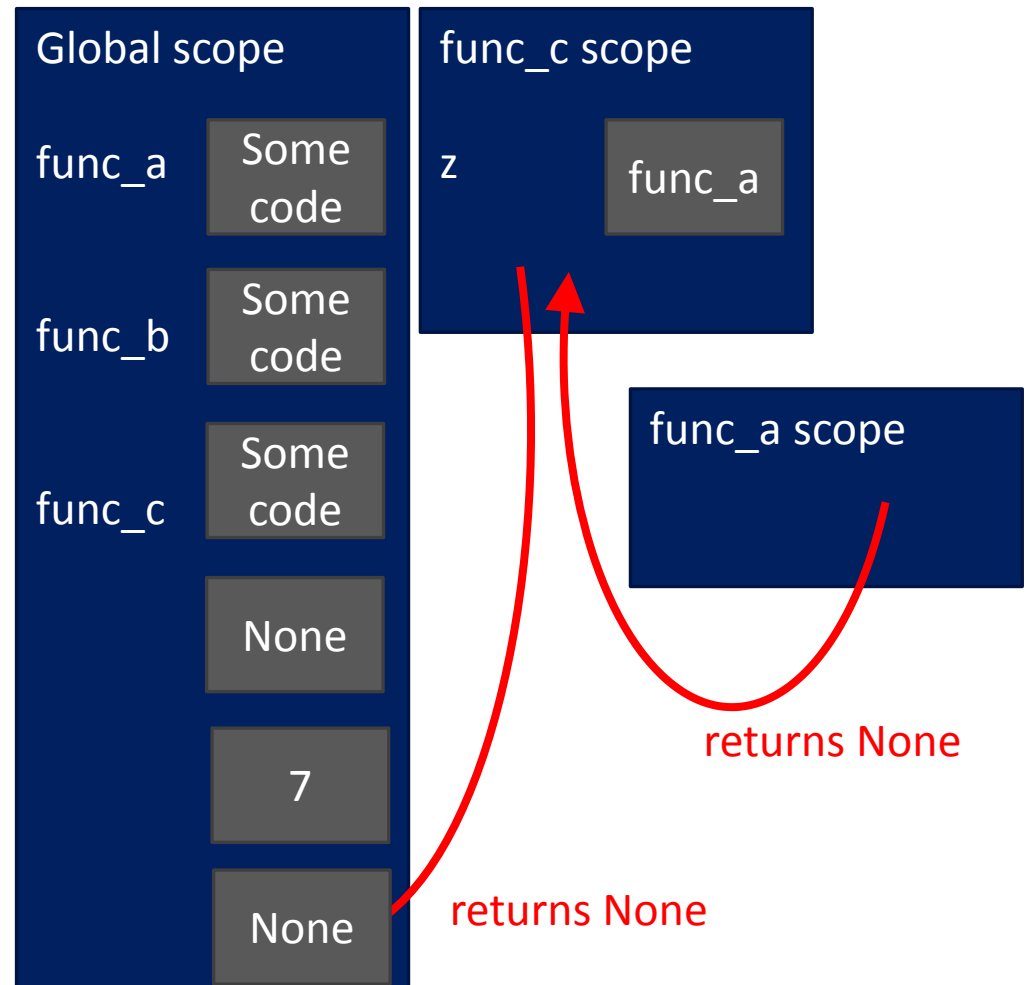 Global scope
func_a
Some
code
func_b
Some
code
func_c
Some
code
None
7
None
func_c scope
z
func_a
func_a scope
returns None
returns None